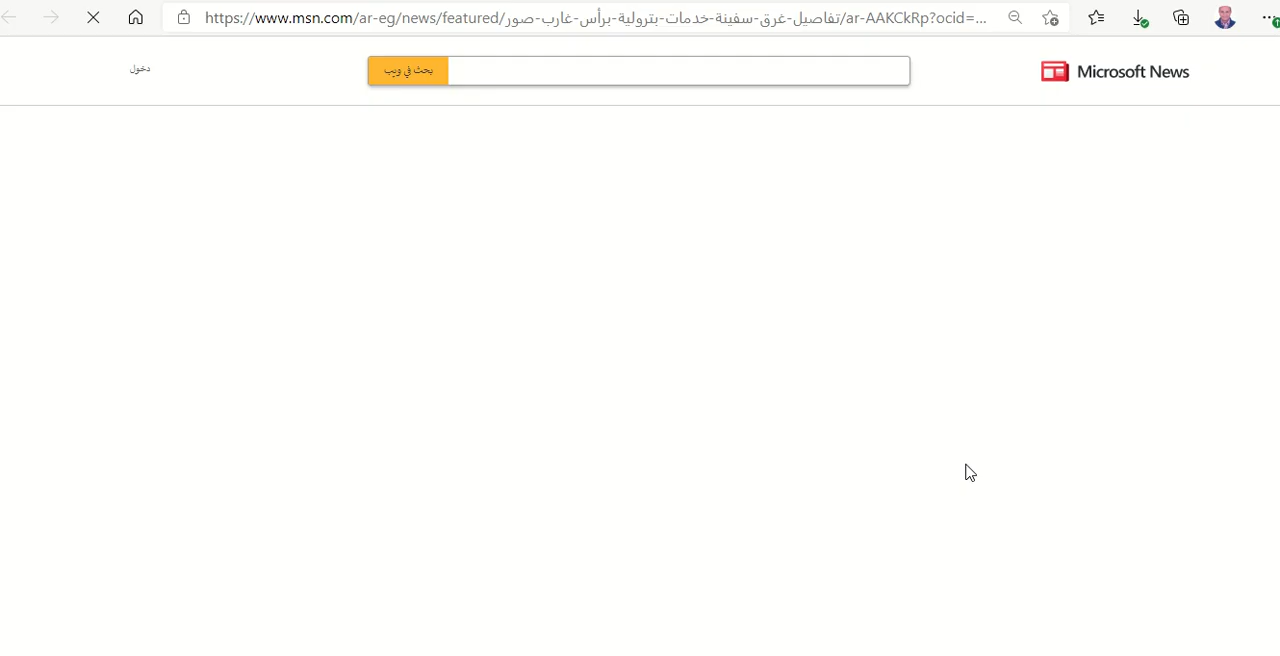 https://www.msn.com/ar-eg/news/featured/تفاصيل-غرق-سفينة-خدمات-بترولية-برأس-غارب-صور/ar-AAKCkRp?ocid=...
Microsoft News
بحث في ويب
دخول